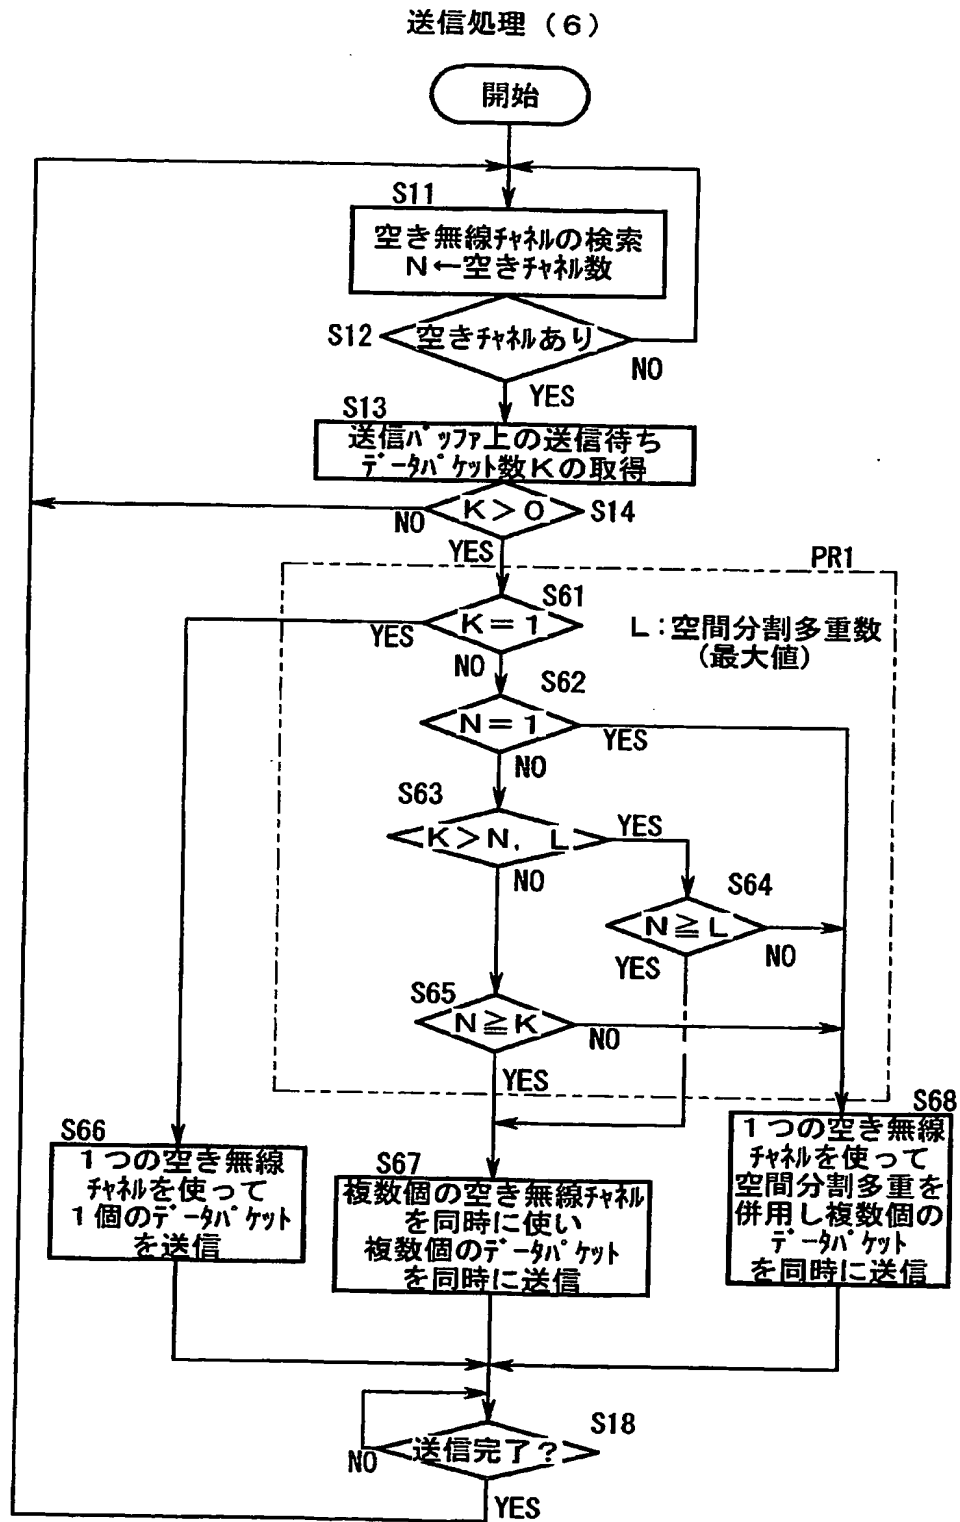 送信処理（6）
開始
S11
空き無線ﾁｬﾈﾙの検索
N←空きﾁｬﾈﾙ数
S12
空きﾁｬﾈﾙあり
NO
YES
S13
送信ﾊﾞｯﾌｧ上の送信待ち
ﾃﾞｰﾀﾊﾟｹｯﾄ数Kの取得
K>0
S14
NO
YES
PR1
S61
K=1
YES
NO
L:空間分割多重数
(最大値)
S62
N=1
YES
NO
S63
K>N, L
YES
NO
S64
N≧L
NO
YES
S65
N≧K
NO
YES
S66
1つの空き無線
ﾁｬﾈﾙを使って
1個のﾃﾞｰﾀﾊﾟｹｯﾄ
を送信
S67
複数個の空き無線ﾁｬﾈﾙ
を同時に使い
複数個のﾃﾞｰﾀﾊﾟｹｯﾄ
を同時に送信
S68
1つの空き無線
ﾁｬﾈﾙを使って
空間分割多重を
併用し複数個の
ﾃﾞｰﾀﾊﾟｹｯﾄ
を同時に送信
S18
送信完了?
NO
YES